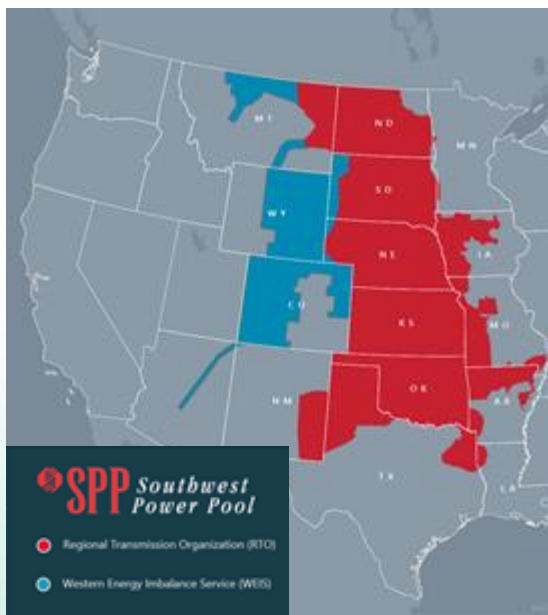 MT
ND
MN
SD
WY
NE
IA
CO
KS
MO
OK
NM
AR
TX
LA
SPP Southwest
Power Pool
Regional Transmission Organization (RTO)
Western Energy Imbalance Service (WEIS)